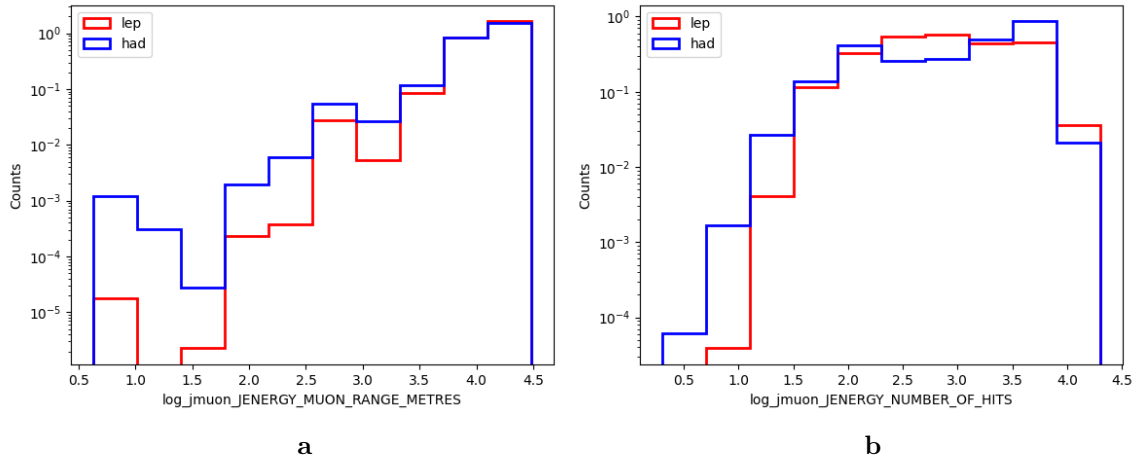 lep
had
Counts
10^0
10^-1
10^-2
10^-3
10^-4
10^-5
0.5 1.0 1.5 2.0 2.5 3.0 3.5 4.0 4.5
log_jmuon_JENERGY_MUON_RANGE_METRES
a
lep
had
Counts
10^0
10^-1
10^-2
10^-3
10^-4
0.5 1.0 1.5 2.0 2.5 3.0 3.5 4.0 4.5
log_jmuon_JENERGY_NUMBER_OF_HITS
b